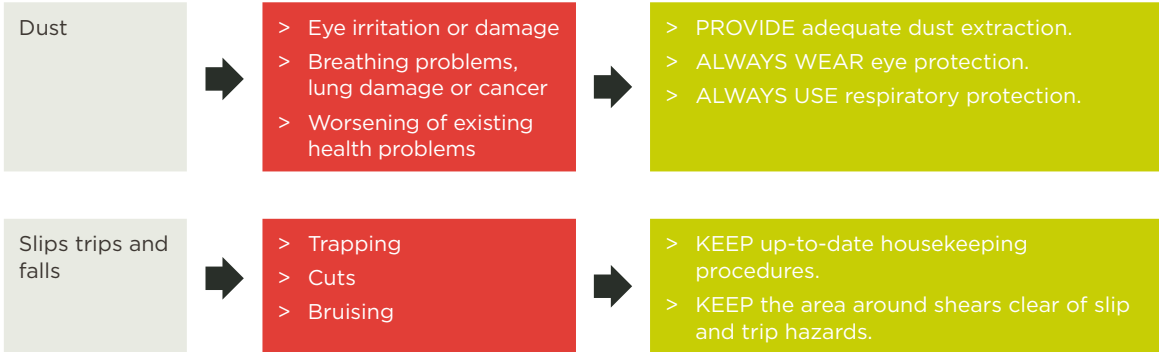 Dust
> Eye irritation or damage
> Breathing problems,
lung damage or cancer
> Worsening of existing
health problems
> PROVIDE adequate dust extraction.
> ALWAYS WEAR eye protection.
> ALWAYS USE respiratory protection.
Slips trips and
falls
> Trapping
> Cuts
> Bruising
> KEEP up-to-date housekeeping
procedures.
> KEEP the area around shears clear of slip
and trip hazards.